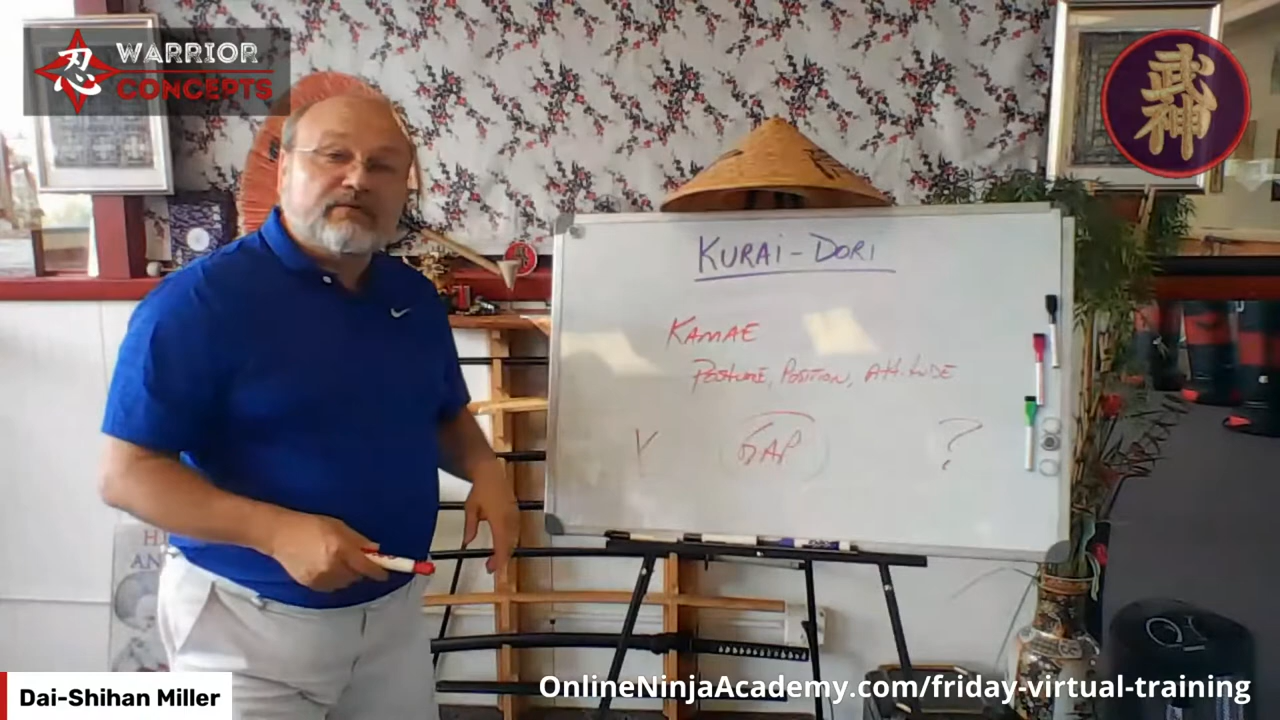 忍 WARRIOR
CONCEPTS
武神
KURAI-DORI
KAMAE
POSTURE, POSITION, ATTITUDE
Y GAP ?
Dai-Shihan Miller
OnlineNinjaAcademy.com/friday-virtual-training